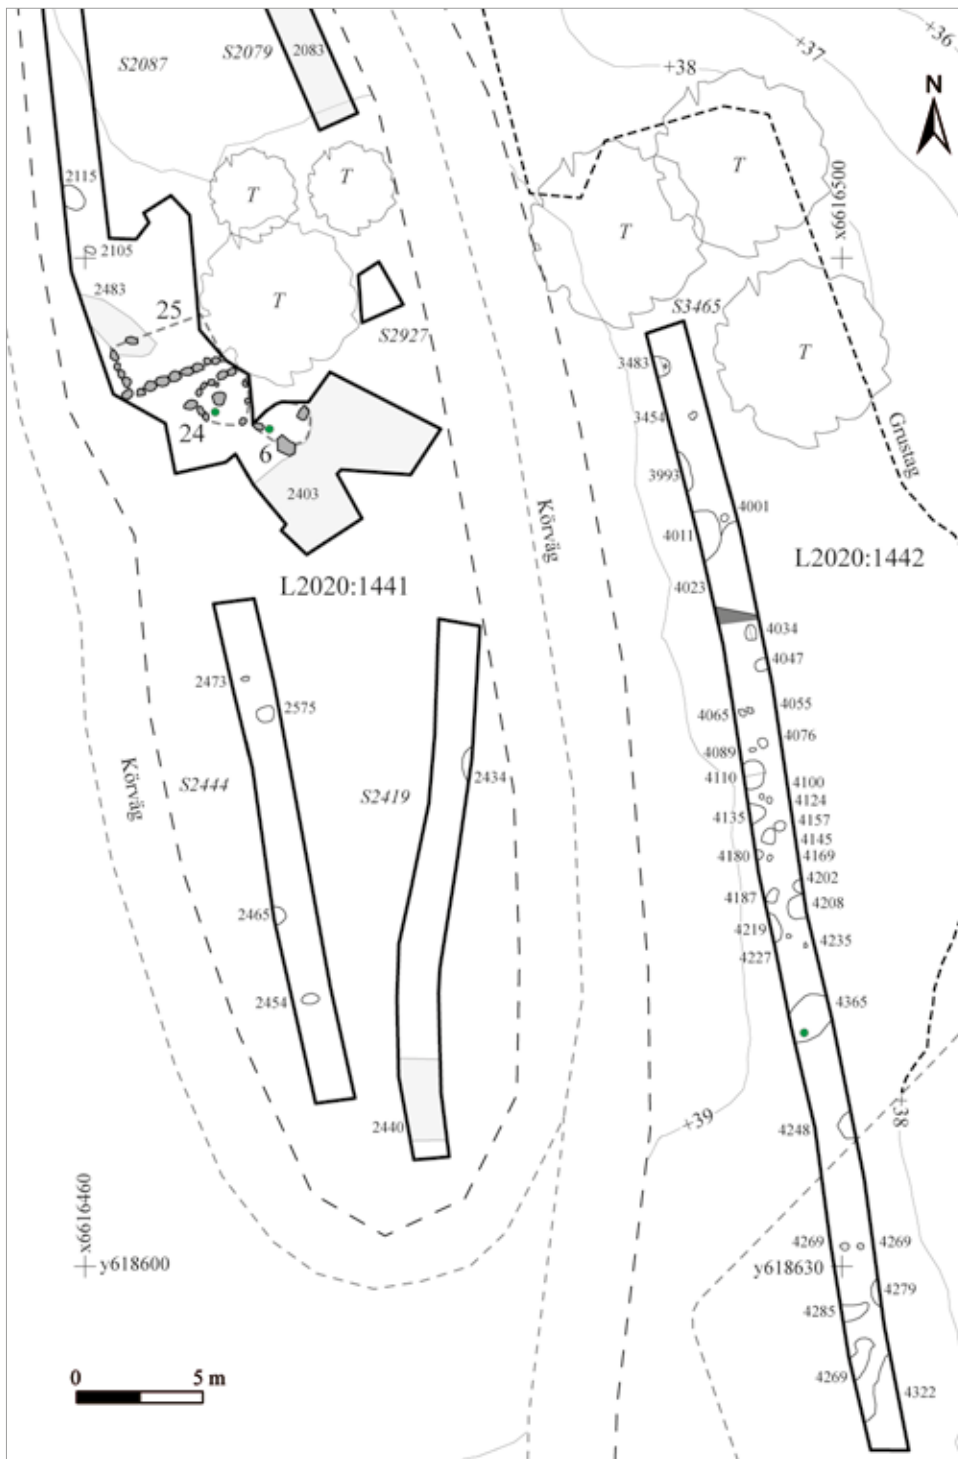 +36
+37
+38
S2087
S2079
2083
N
x6616500
2115
T
T
T
T
2105
2483
25
T
T
S2927
S3465
3483
3454
24
6
2403
3993
4001
4011
Grustag
Körväg
L2020:1441
L2020:1442
4023
4034
4047
2473
2575
4065
4055
4076
4089
Körväg
S2444
S2419
2434
4110
4100
4124
4135
4157
4145
4180
4169
4202
4187
4208
4219
4235
4227
2465
2454
4365
2440
+39
4248
+38
x6616460
y618600
4269
4269
y618630
4279
4285
0
5 m
4269
4322